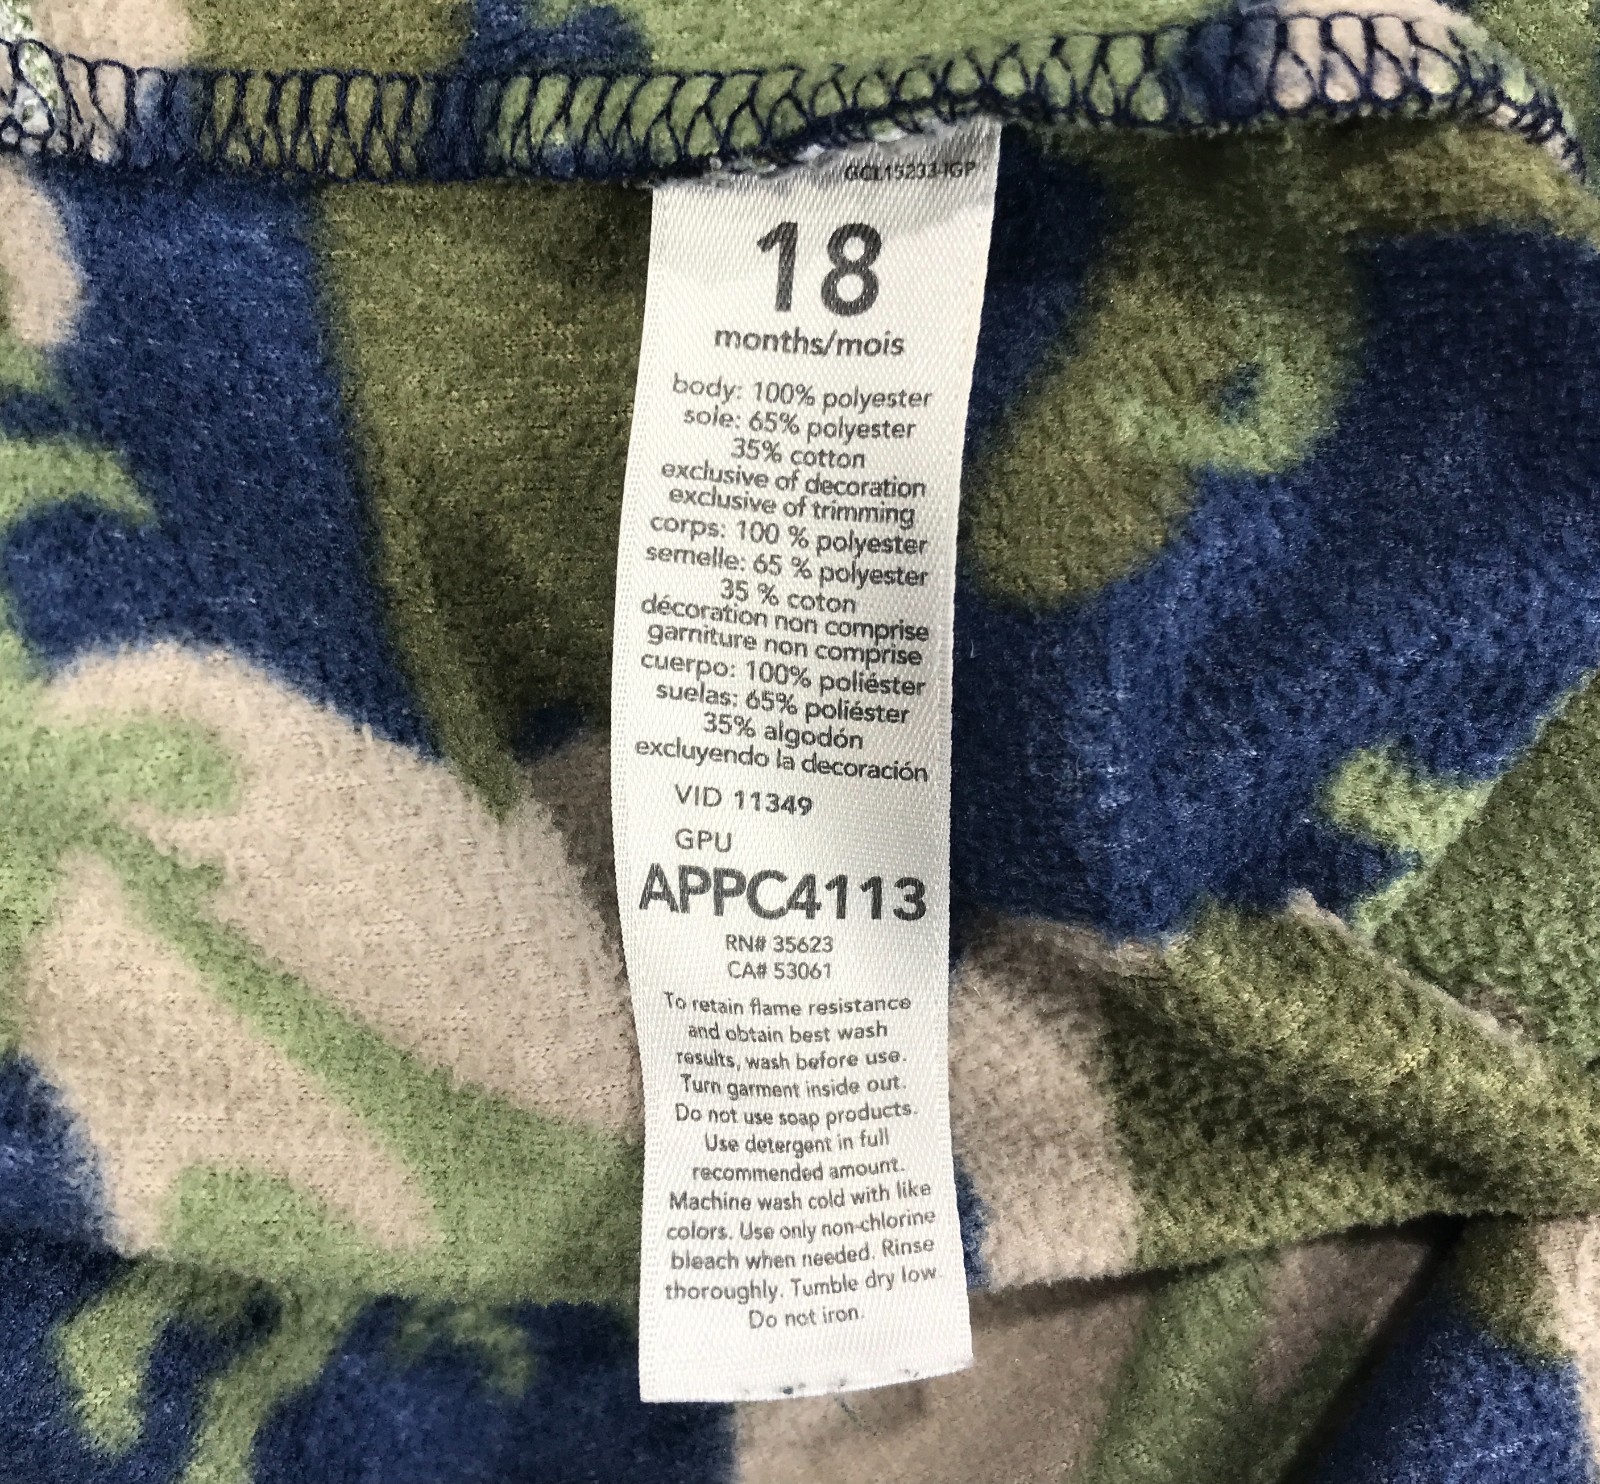 GCL15233-IGP
18
months/mois
body: 100% polyester
sole: 65% polyester
35% cotton
exclusive of decoration
exclusive of trimming
corps: 100 % polyester
semelle: 65 % polyester
35 % coton
décoration non comprise
garniture non comprise
cuerpo: 100% poliéster
suelas: 65% poliéster
35% algodón
excluyendo la decoración
VID 11349
GPU
APPC4113
RN# 35623
CA# 53061
To retain flame resistance
and obtain best wash
results, wash before use.
Turn garment inside out.
Do not use soap products.
Use detergent in full
recommended amount.
Machine wash cold with like
colors. Use only non-chlorine
bleach when needed. Rinse
thoroughly. Tumble dry low.
Do not iron.